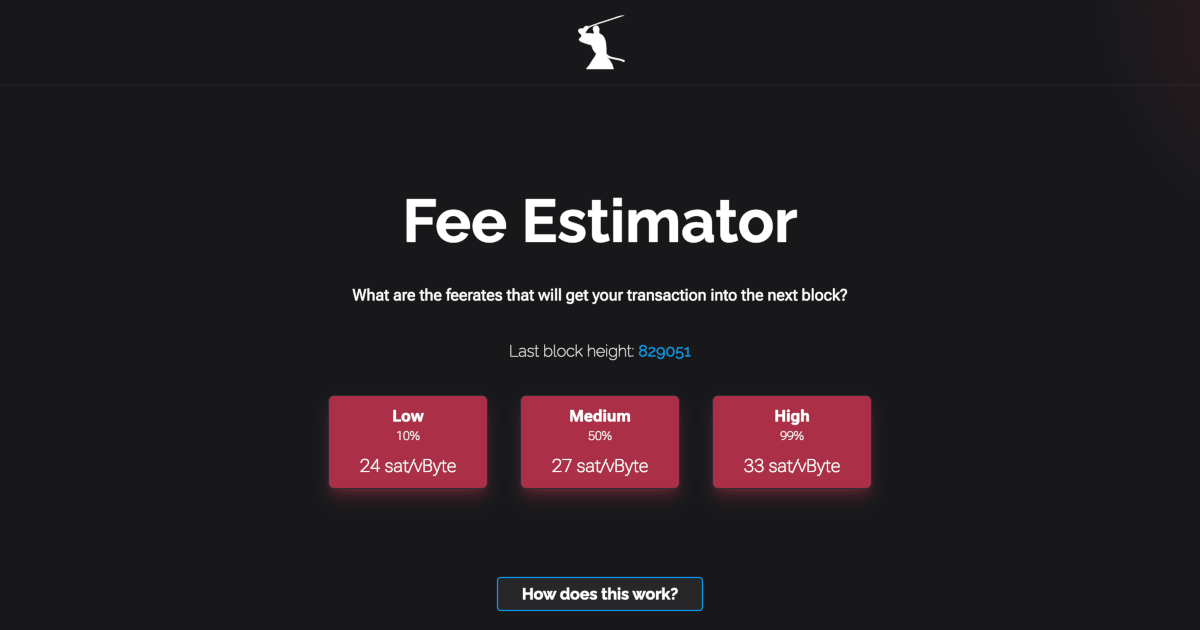 Fee Estimator
What are the feerates that will get your transaction into the next block?
Last block height: 829051
Low
10%
24 sat/vByte
Medium
50%
27 sat/vByte
High
99%
33 sat/vByte
How does this work?